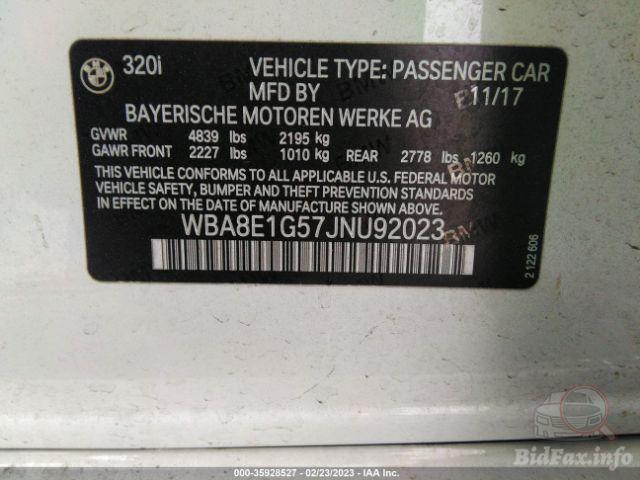 BMW 320i VEHICLE TYPE: PASSENGER CAR
MFD BY 11/17
BAYERISCHE MOTOREN WERKE AG
GVWR 4839 lbs 2195 kg
GAWR FRONT 2227 lbs 1010 kg REAR 2778 lbs 1260 kg
THIS VEHICLE CONFORMS TO ALL APPLICABLE U.S. FEDERAL MOTOR
VEHICLE SAFETY, BUMPER AND THEFT PREVENTION STANDARDS
IN EFFECT ON THE DATE OF MANUFACTURE SHOWN ABOVE.
WBA8E1G57JNU92023
2 122 606
000-35928527 - 02/23/2023 - IAA Inc.
BidFax.info